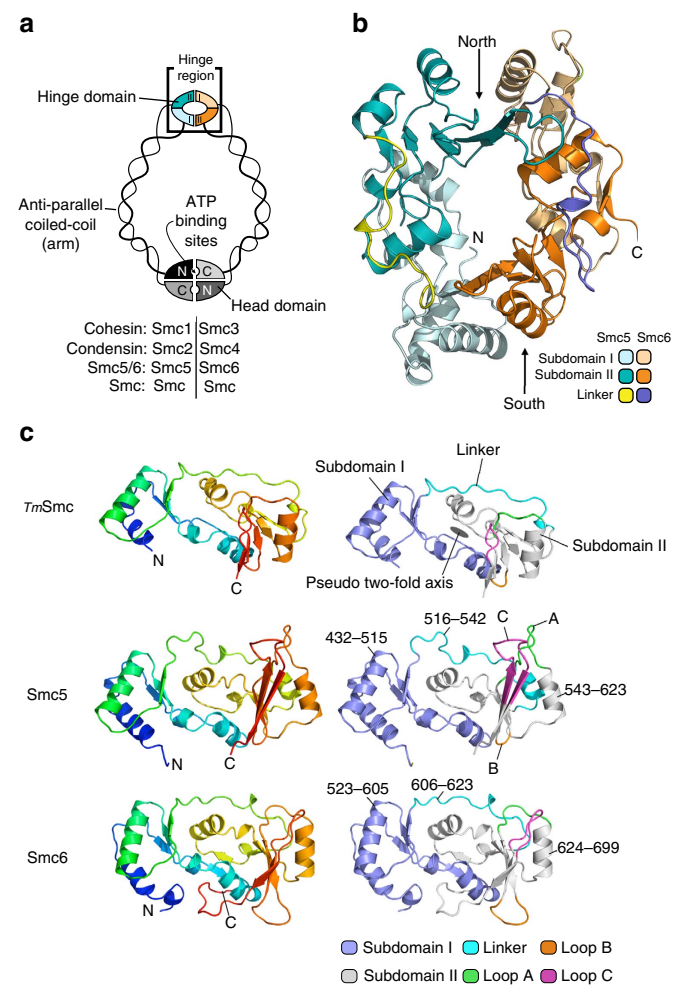 a
Hinge
region
Hinge domain
Anti-parallel
coiled-coil
(arm)
ATP
binding
sites
N C
C N
Head domain
Cohesin: Smc1 Smc3
Condensin: Smc2 Smc4
Smc5/6: Smc5 Smc6
Smc: Smc Smc
b
North
N
C
South
Smc5 Smc6
Subdomain I
Subdomain II
Linker
c
TmSmc
N
C
Subdomain I
Linker
Subdomain II
Pseudo two-fold axis
Smc5
N
C
432–515
516–542
C
A
543–623
B
Smc6
N
C
523–605
606–623
624–699
Subdomain I Linker Loop B
Subdomain II Loop A Loop C